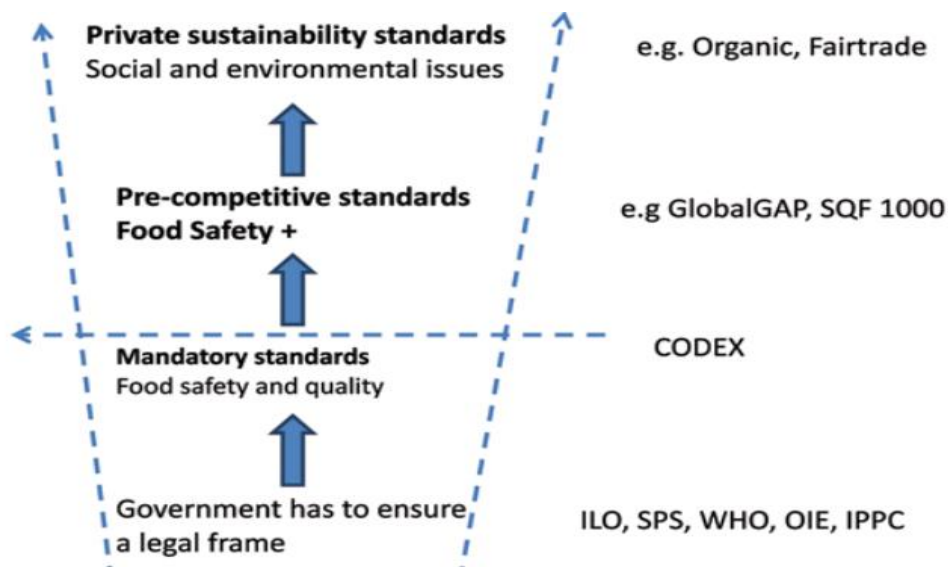 Private sustainability standards
Social and environmental issues
e.g. Organic, Fairtrade
Pre-competitive standards
Food Safety +
e.g GlobalGAP, SQF 1000
Mandatory standards
Food safety and quality
CODEX
Government has to ensure
a legal frame
ILO, SPS, WHO, OIE, IPPC